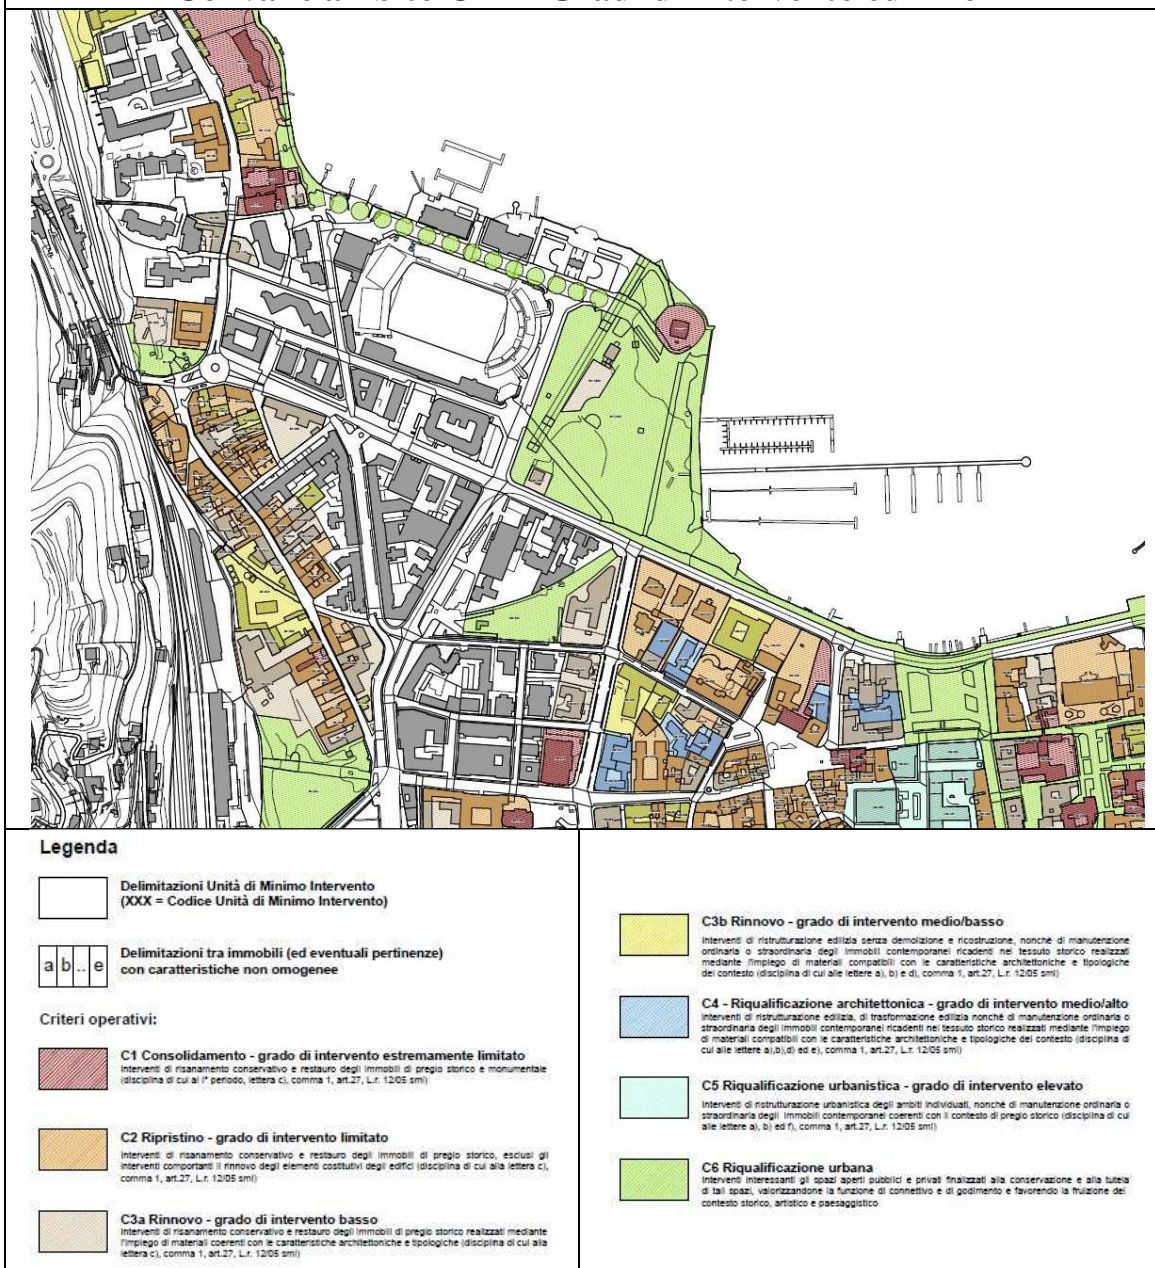 Legenda
Delimitazioni Unità di Minimo Intervento
(XXX = Codice Unità di Minimo Intervento)
a b .. e
Delimitazioni tra immobili (ed eventuali pertinenze)
con caratteristiche non omogenee
Criteri operativi:
C1 Consolidamento - grado di intervento estremamente limitato
Interventi di risanamento conservativo e restauro degli immobili di pregio storico e monumentale
(disciplina di cui al I° periodo, lettera c), comma 1, art.27, L.r. 12/05 smi)
C2 Ripristino - grado di intervento limitato
Interventi di risanamento conservativo e restauro degli immobili di pregio storico, esclusi gli
interventi comportanti il rinnovo degli elementi costitutivi degli edifici (disciplina di cui alla lettera c),
comma 1, art.27, L.r. 12/05 smi)
C3a Rinnovo - grado di intervento basso
Interventi di risanamento conservativo e restauro degli immobili di pregio storico realizzati mediante
l'impiego di materiali coerenti con le caratteristiche architettoniche e tipologiche (disciplina di cui alla
lettera c), comma 1, art.27, L.r. 12/05 smi)
C3b Rinnovo - grado di intervento medio/basso
Interventi di ristrutturazione edilizia senza demolizione e ricostruzione, nonchè di manutenzione
ordinaria o straordinaria degli immobili contemporanei ricadenti nel tessuto storico realizzati
mediante l'impiego di materiali compatibili con le caratteristiche architettoniche e tipologiche
del contesto (disciplina di cui alle lettere a), b) e d), comma 1, art.27, L.r. 12/05 smi)
C4 - Riqualificazione architettonica - grado di intervento medio/alto
Interventi di ristrutturazione edilizia, di trasformazione edilizia nonchè di manutenzione ordinaria o
straordinaria degli immobili contemporanei ricadenti nel tessuto storico realizzati mediante l'impiego
di materiali compatibili con le caratteristiche architettoniche e tipologiche del contesto (disciplina di
cui alle lettere a),b),d) ed e), comma 1, art.27, L.r. 12/05 smi)
C5 Riqualificazione urbanistica - grado di intervento elevato
Interventi di ristrutturazione urbanistica degli ambiti individuati, nonchè di manutenzione ordinaria o
straordinaria degli immobili contemporanei coerenti con il contesto di pregio storico (disciplina di cui
alle lettere a), b) ed f), comma 1, art.27, L.r. 12/05 smi)
C6 Riqualificazione urbana
Interventi interessanti gli spazi aperti pubblici e privati finalizzati alla conservazione e alla tutela
di tali spazi, valorizzandone la funzione di connettivo e di godimento e favorendo la fruizione del
contesto storico, artistico e paesaggistico